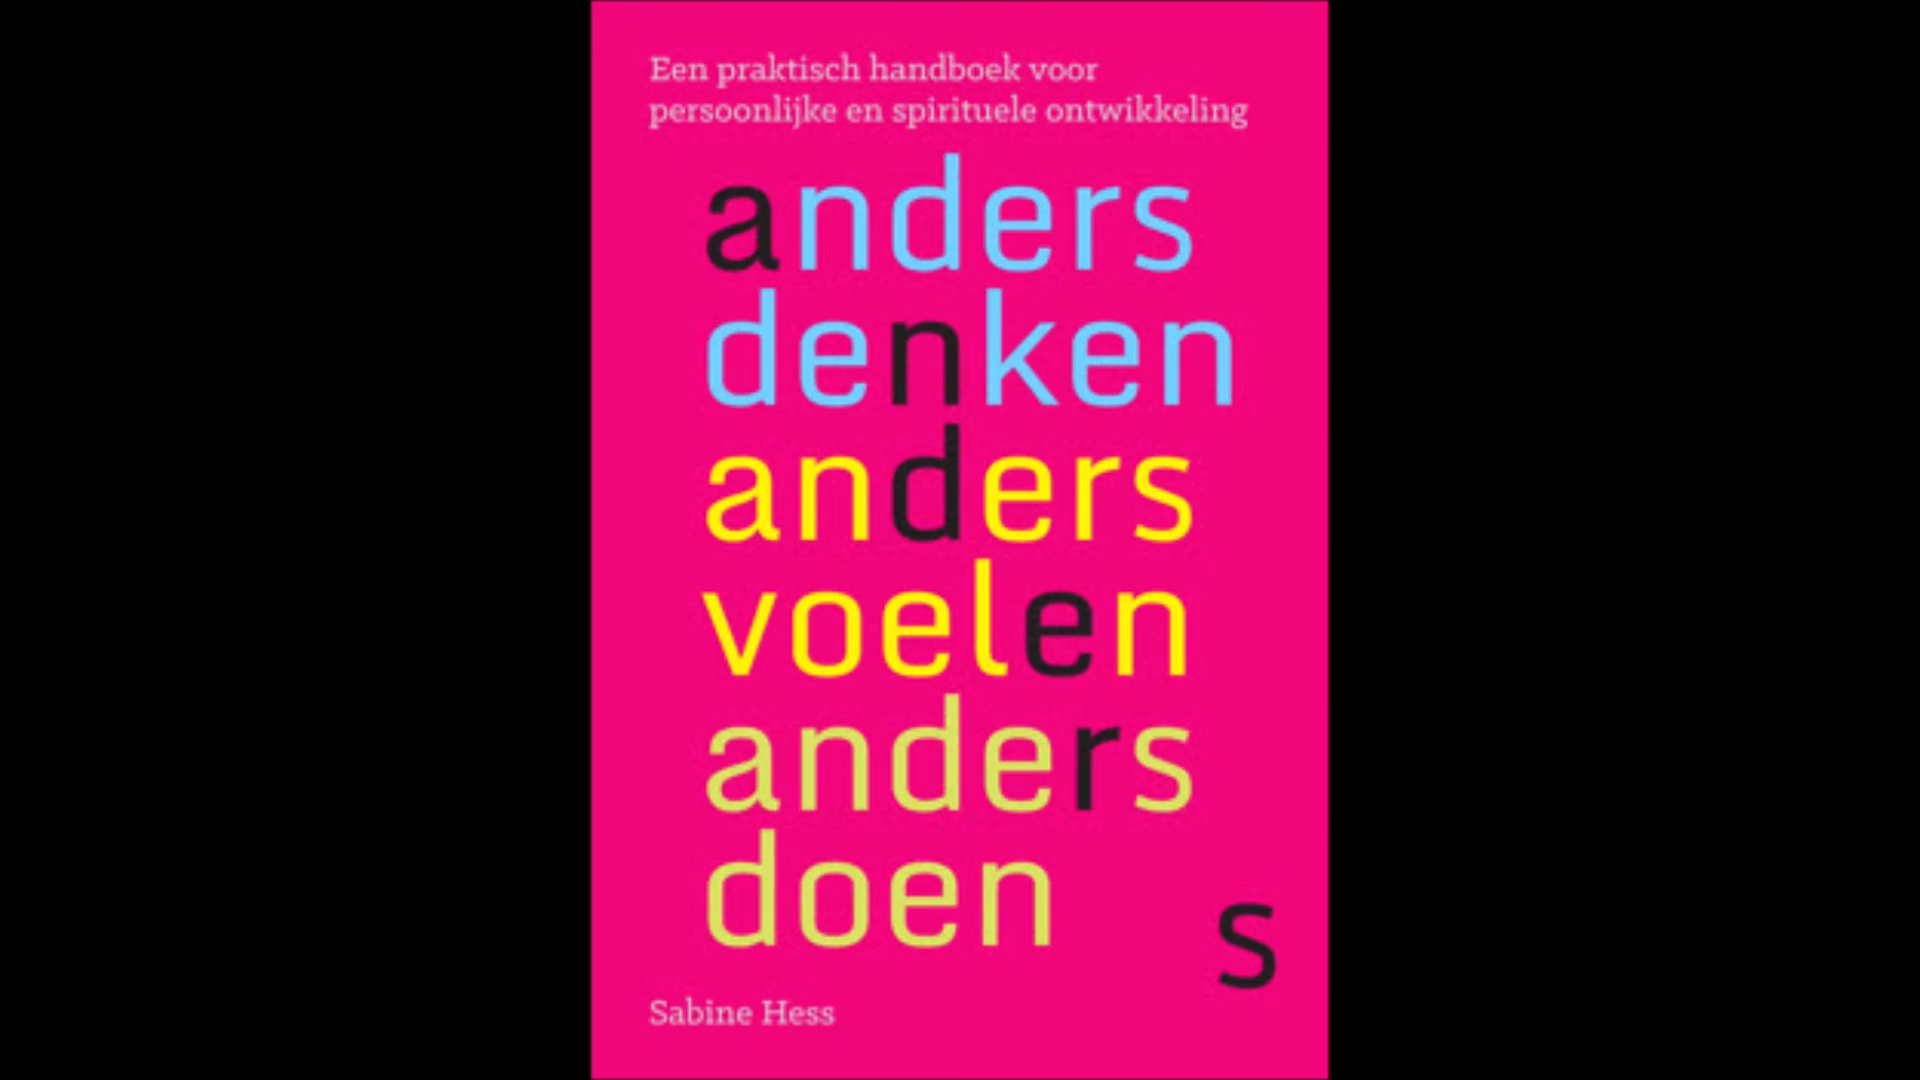 Een praktisch handboek voor
persoonlijke en spirituele ontwikkeling
anders
denken
anders
voelen
anders
doen
s
Sabine Hess